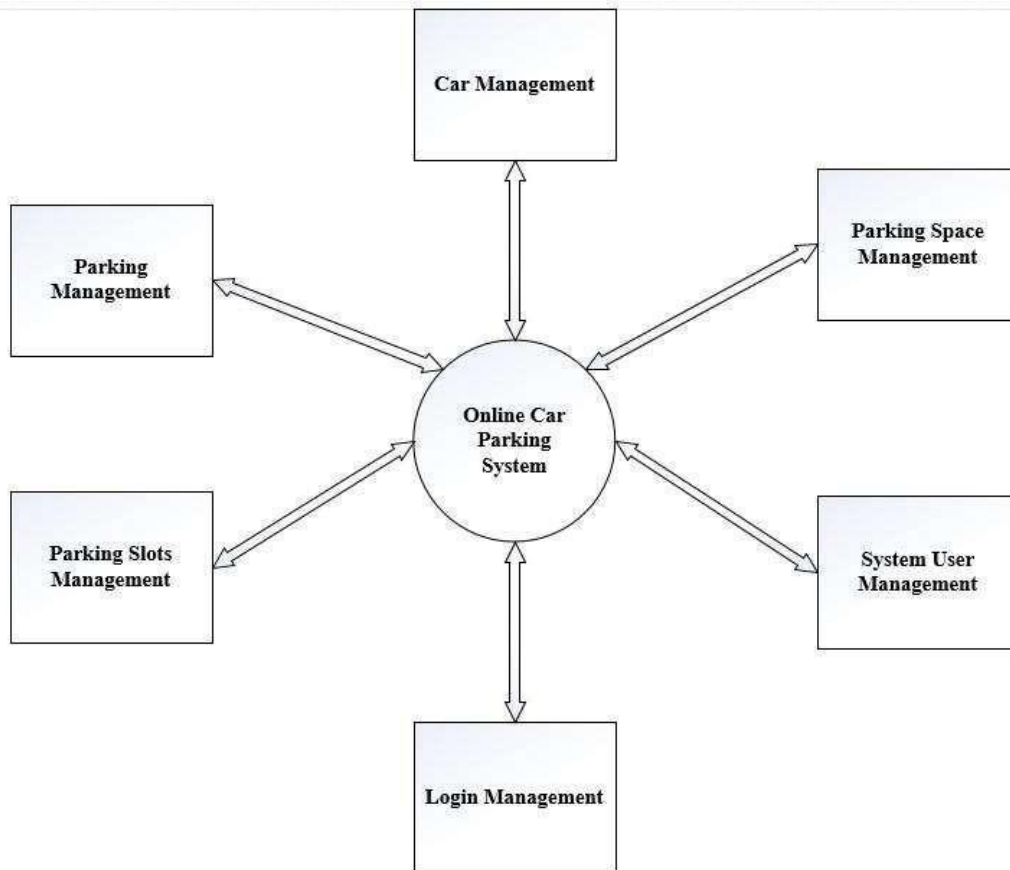 Car Management
Parking Space
Management
Parking
Management
Online Car
Parking
System
Parking Slots
Management
System User
Management
Login Management